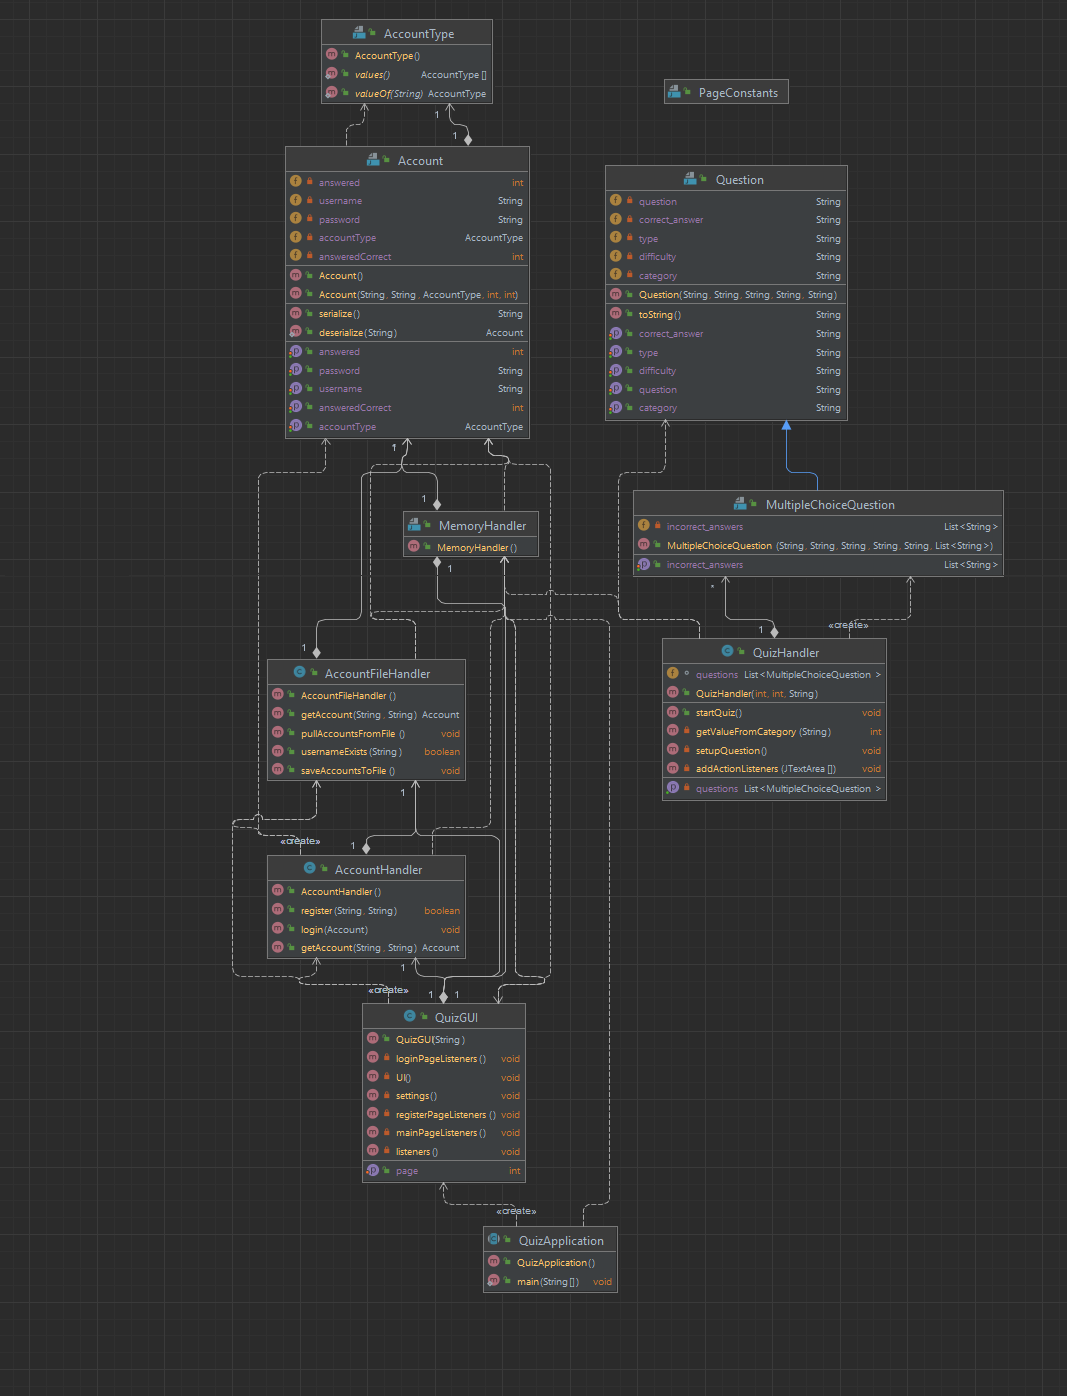 AccountType
AccountType()
values() AccountType[]
valueOf(String) AccountType
PageConstants
1
1
Account
answered int
username String
password String
accountType AccountType
answeredCorrect int
Account()
Account(String, String, AccountType, int, int)
serialize() String
deserialize(String) Account
answered int
password String
username String
answeredCorrect int
accountType AccountType
Question
question String
correct_answer String
type String
difficulty String
category String
Question(String, String, String, String, String)
toString() String
correct_answer String
type String
difficulty String
question String
category String
1
1
MemoryHandler
MemoryHandler()
1
MultipleChoiceQuestion
incorrect_answers List<String>
MultipleChoiceQuestion(String, String, String, String, String, List<String>)
incorrect_answers List<String>
*
1
«create»
QuizHandler
questions List<MultipleChoiceQuestion>
QuizHandler(int, int, String)
startQuiz() void
getValueFromCategory(String) int
setupQuestion() void
addActionListeners(JTextArea[]) void
questions List<MultipleChoiceQuestion>
1
AccountFileHandler
AccountFileHandler()
getAccount(String, String) Account
pullAccountsFromFile() void
usernameExists(String) boolean
saveAccountsToFile() void
1
1
«create»
AccountHandler
AccountHandler()
register(String, String) boolean
login(Account) void
getAccount(String, String) Account
1
«create»
1
1
QuizGUI
QuizGUI(String)
loginPageListeners() void
UI() void
settings() void
registerPageListeners() void
mainPageListeners() void
listeners() void
page int
«create»
QuizApplication
QuizApplication()
main(String[]) void